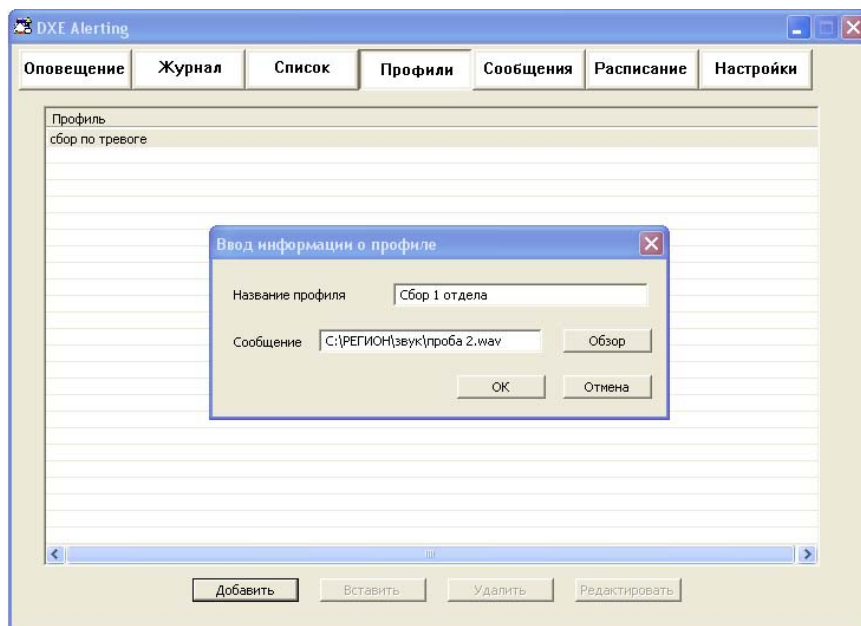 DXE Alerting
Оповещение Журнал Список Профили Сообщения Расписание Настройки
Профиль
сбор по тревоге
Ввод информации о профиле
Название профиля Сбор 1 отдела
Сообщение C:\РЕГИОН\звук\проба 2.wav Обзор
OK Отмена
Добавить Вставить Удалить Редактировать